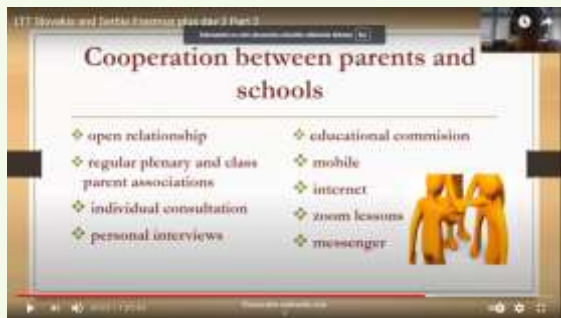 LTT Slovakia and Serbia Erasmus plus day 3 Part 2
Cooperation between parents and
schools
open relationship
regular plenary and class
parent associations
individual consultation
personal interviews
educational commision
mobile
internet
zoom lessons
messenger